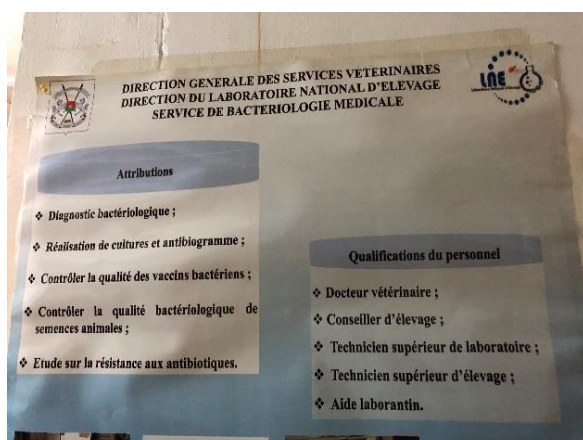 DIRECTION GENERALE DES SERVICES VETERINAIRES
DIRECTION DU LABORATOIRE NATIONAL D'ELEVAGE
SERVICE DE BACTERIOLOGIE MEDICALE
LNE
Attributions
❖ Diagnostic bactériologique ;
❖ Réalisation de cultures et antibiogramme ;
❖ Contrôler la qualité des vaccins bactériens ;
❖ Contrôler la qualité bactériologique de
semences animales ;
❖ Etude sur la résistance aux antibiotiques.
Qualifications du personnel
❖ Docteur vétérinaire ;
❖ Conseiller d'élevage ;
❖ Technicien supérieur de laboratoire ;
❖ Technicien supérieur d'élevage ;
❖ Aide laborantin.